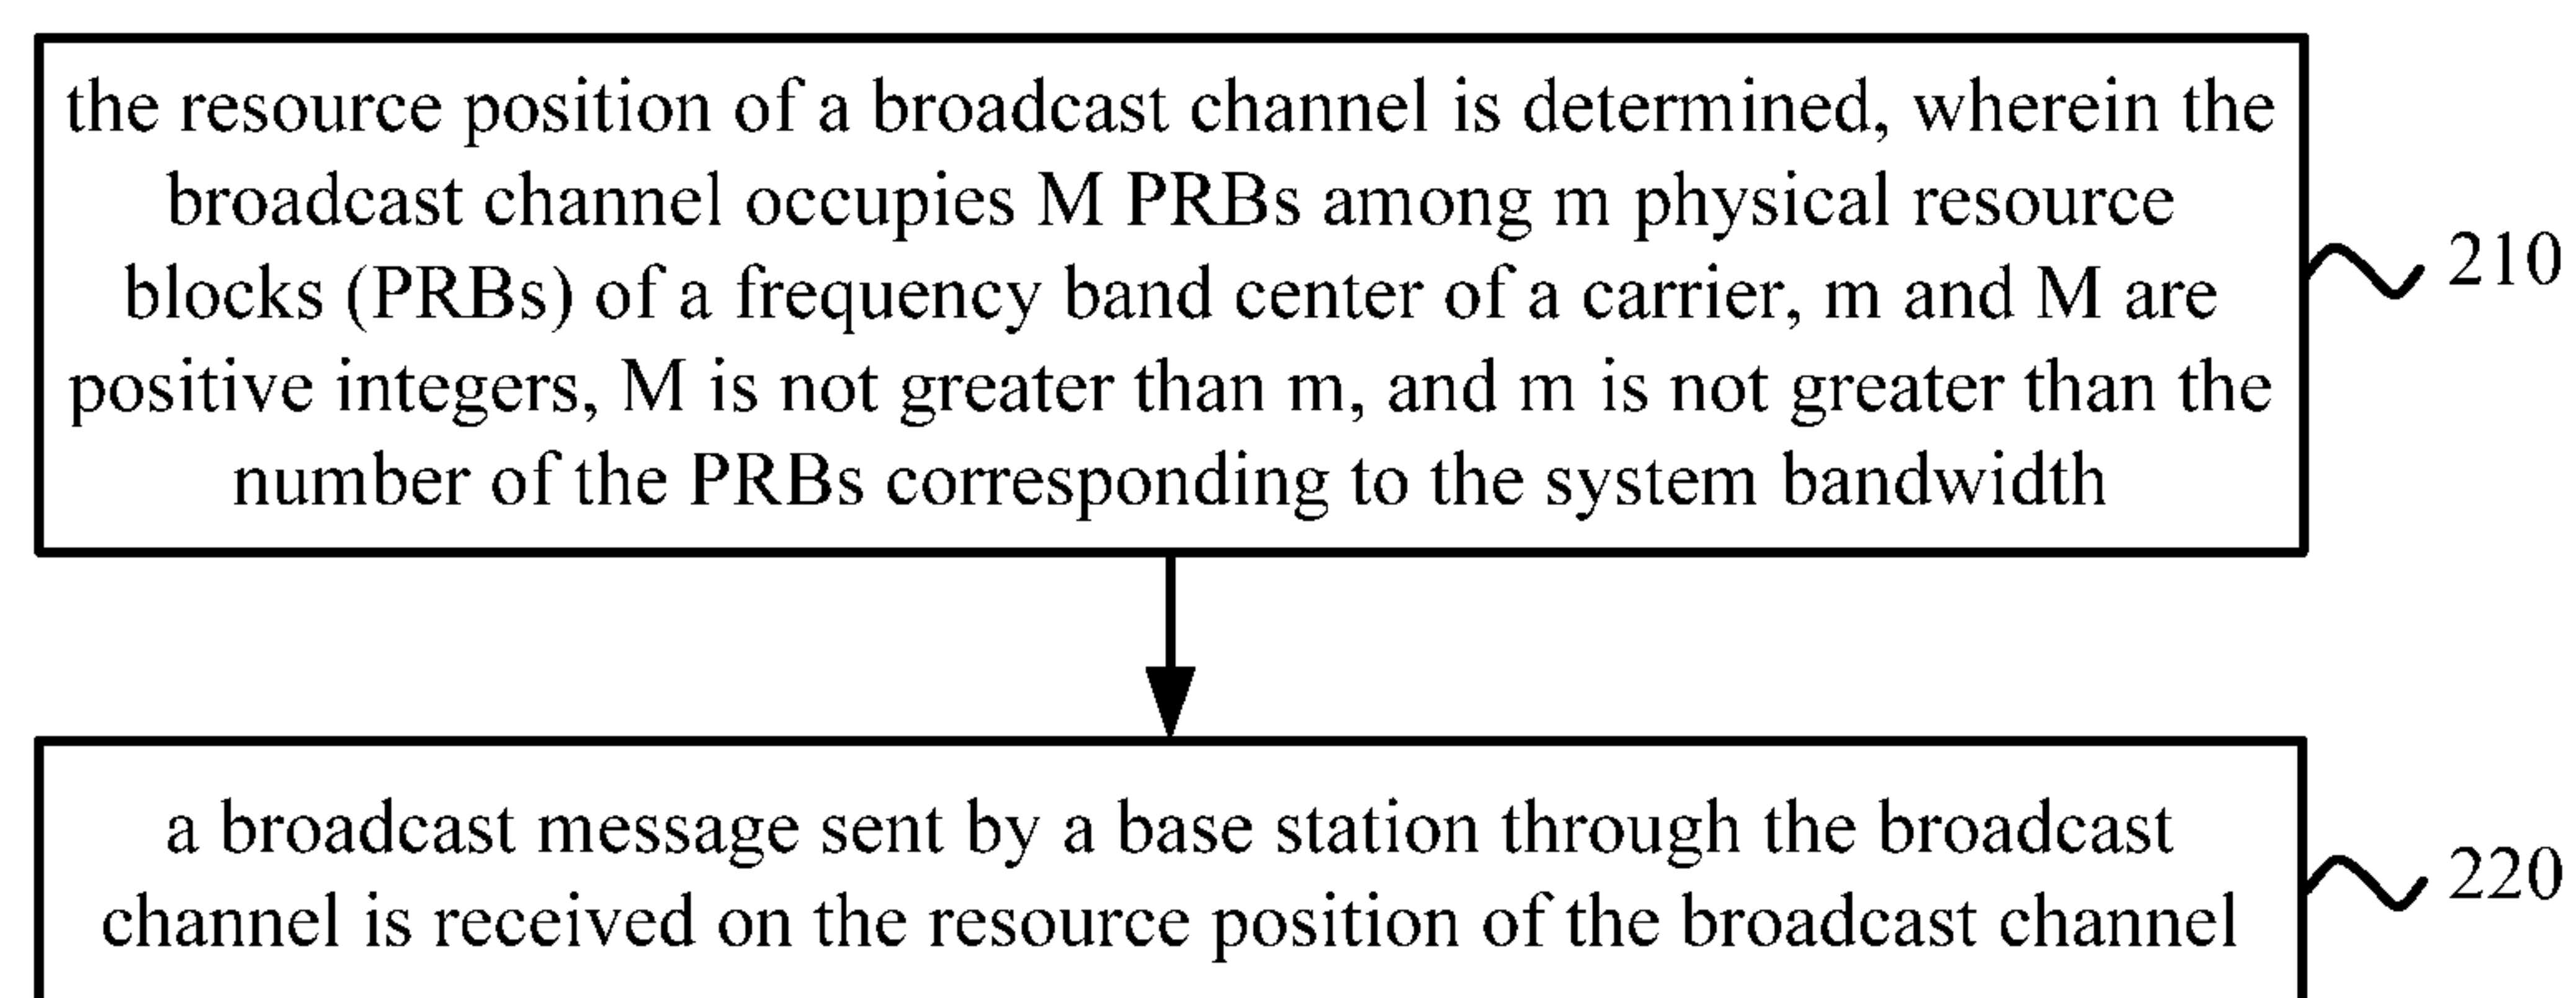 the resource position of a broadcast channel is determined, wherein the
broadcast channel occupies M PRBs among m physical resource
blocks (PRBs) of a frequency band center of a carrier, m and M are
positive integers, M is not greater than m, and m is not greater than the
number of the PRBs corresponding to the system bandwidth
210
a broadcast message sent by a base station through the broadcast
channel is received on the resource position of the broadcast channel
220